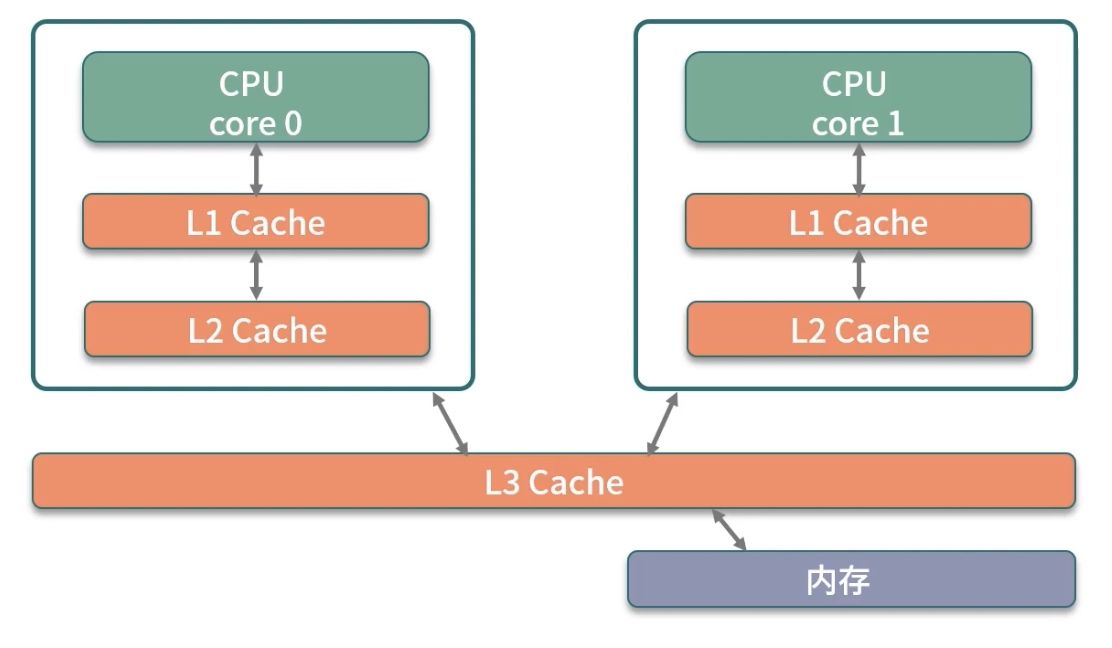 CPU
core 0
CPU
core 1
L1 Cache
L1 Cache
L2 Cache
L2 Cache
L3 Cache
内存